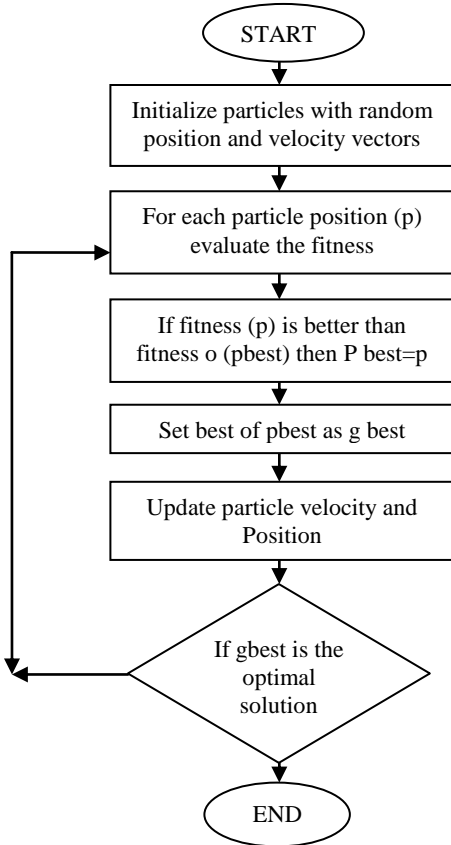 START
Initialize particles with random
position and velocity vectors
For each particle position (p)
evaluate the fitness
If fitness (p) is better than
fitness o (pbest) then P best=p
Set best of pbest as g best
Update particle velocity and
Position
If gbest is the
optimal
solution
END